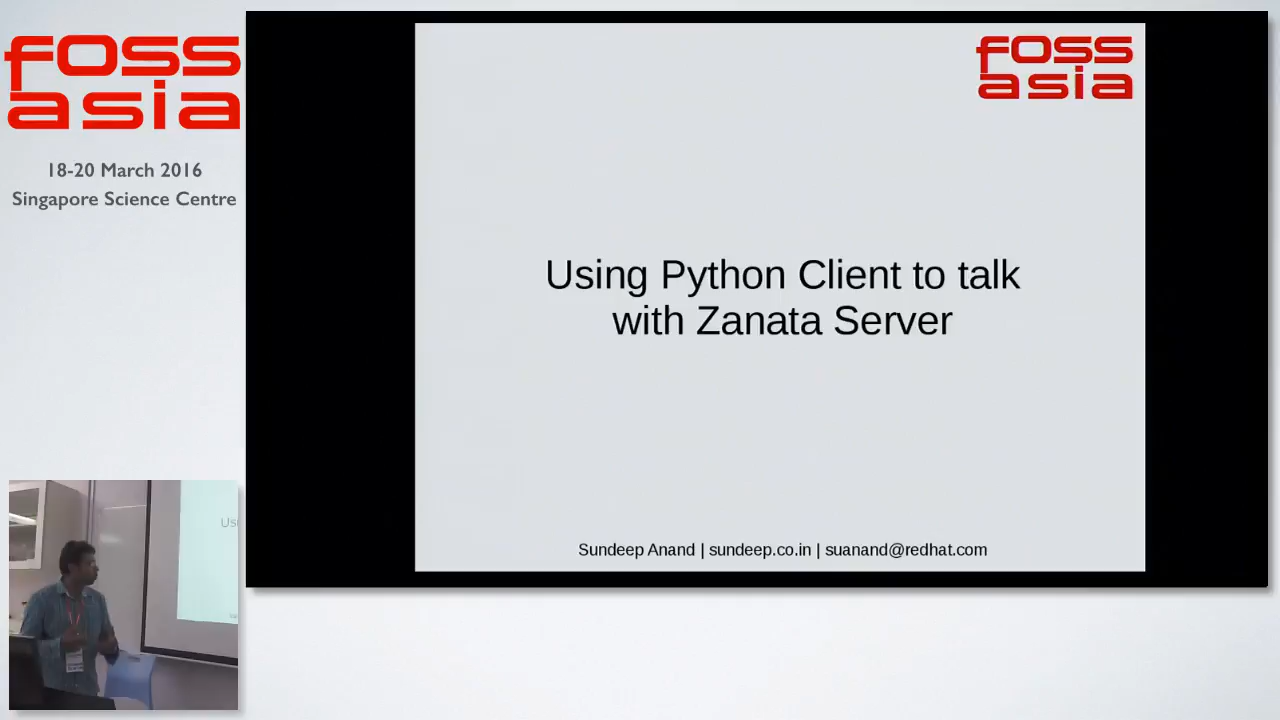 foss
asia
18-20 March 2016
Singapore Science Centre
foss
asia
Using Python Client to talk
with Zanata Server
Sundeep Anand | sundeep.co.in | suanand@redhat.com
Usi